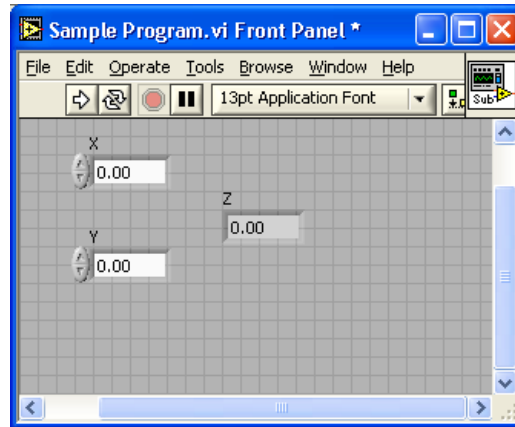 Sample Program.vi Front Panel *
File Edit Operate Tools Browse Window Help
13pt Application Font
Sub
X
0.00
Z
0.00
Y
0.00